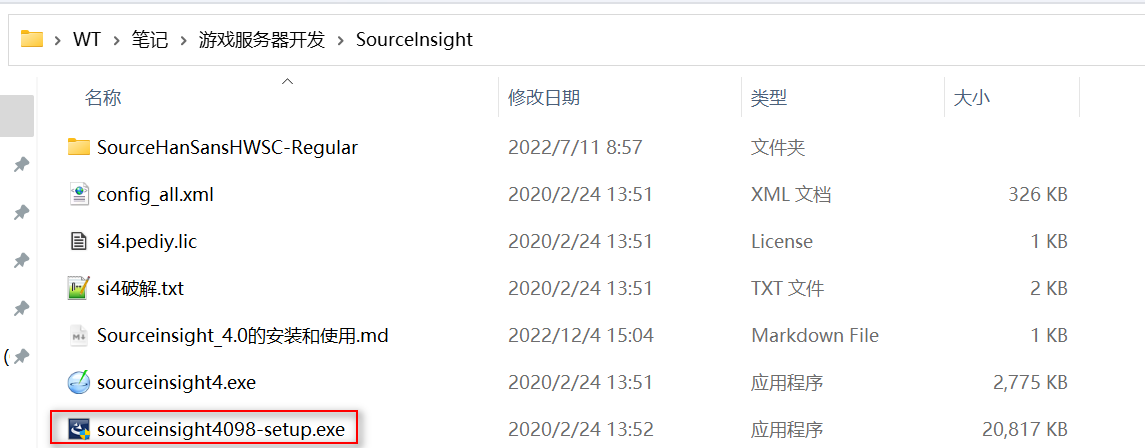 WT › 笔记 › 游戏服务器开发 › SourceInsight
名称 修改日期 类型 大小
SourceHanSansHWSC-Regular 2022/7/11 8:57 文件夹
config_all.xml 2020/2/24 13:51 XML 文档 326 KB
si4.pediy.lic 2020/2/24 13:51 License 1 KB
si4破解.txt 2020/2/24 13:51 TXT 文件 2 KB
Sourceinsight_4.0的安装和使用.md 2022/12/4 15:04 Markdown File 1 KB
(
sourceinsight4.exe 2020/2/24 13:51 应用程序 2,775 KB
sourceinsight4098-setup.exe 2020/2/24 13:52 应用程序 20,817 KB